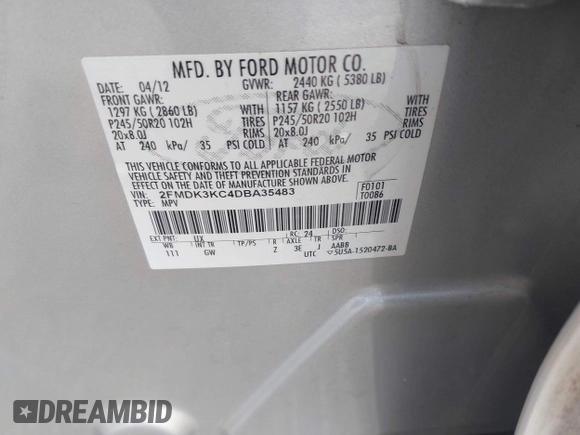 MFD. BY FORD MOTOR CO.
DATE: 04/12 GVWR: 2440 KG ( 5380 LB)
FRONT GAWR: REAR GAWR:
1297 KG ( 2860 LB) 1157 KG ( 2550 LB) WITH
P245/50R20 102H TIRES P245/50R20 102H TIRES
20x8.0J RIMS 20x8.0J RIMS
AT 240 kPa/ 35 PSI COLD AT 240 kPa/ 35 PSI COLD
THIS VEHICLE CONFORMS TO ALL APPLICABLE FEDERAL MOTOR
VEHICLE SAFETY AND THEFT PREVENTION STANDARDS IN
EFFECT ON THE DATE OF MANUFACTURE SHOWN ABOVE.
VIN: 2FMDK3KC4DBA35483 F0101
TYPE: MPV T0086
EXT PNT: UX RC: 24 DSO:
WB INT TR TP/PS R AXLE TR SPR
111 GW Z 3E J AABB
UTC 5U5A-1520472-BA
DREAMBID